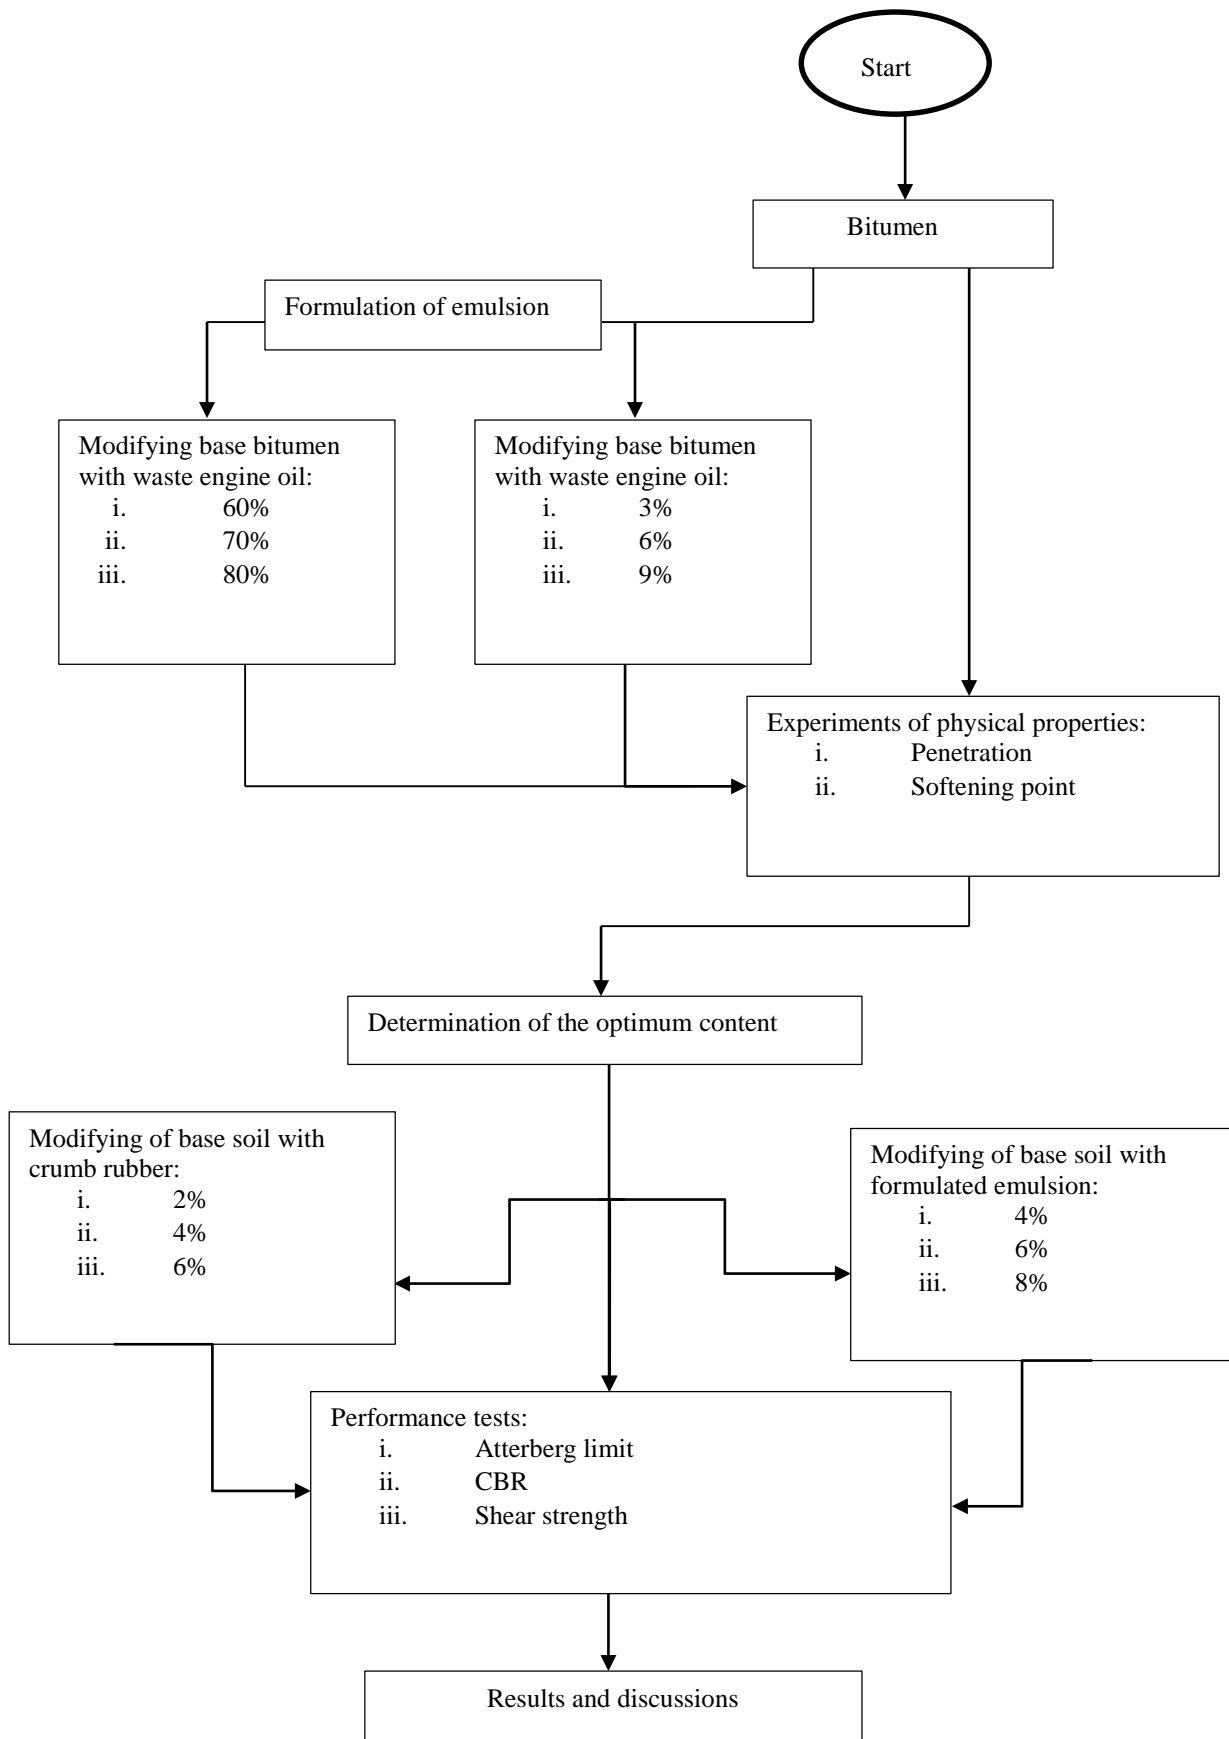 Start
Bitumen
Formulation of emulsion
Modifying base bitumen
with waste engine oil:
i. 60%
ii. 70%
iii. 80%
Modifying base bitumen
with waste engine oil:
i. 3%
ii. 6%
iii. 9%
Experiments of physical properties:
i. Penetration
ii. Softening point
Determination of the optimum content
Modifying of base soil with
crumb rubber:
i. 2%
ii. 4%
iii. 6%
Modifying of base soil with
formulated emulsion:
i. 4%
ii. 6%
iii. 8%
Performance tests:
i. Atterberg limit
ii. CBR
iii. Shear strength
Results and discussions